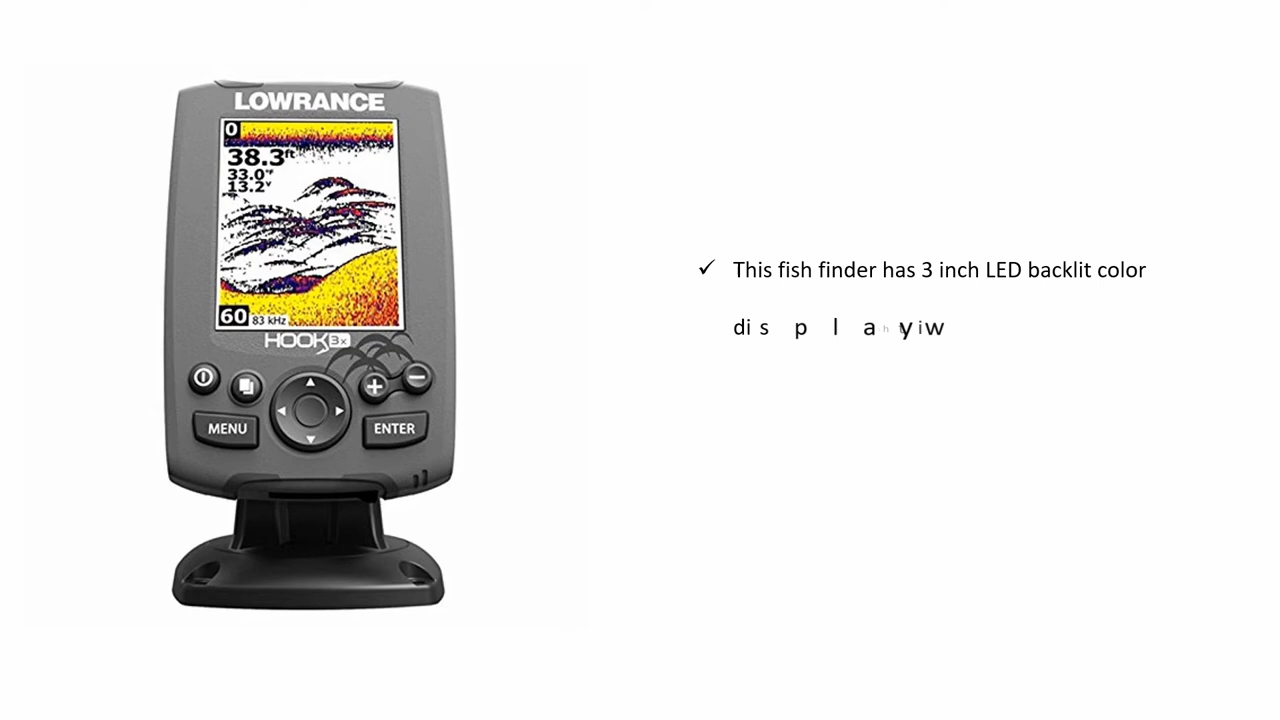 LOWRANCE
0
38.3ft
33.0°F
13.2v
60 83 kHz
HOOK 3x
MENU
ENTER
✓ This fish finder has 3 inch LED backlit color
display